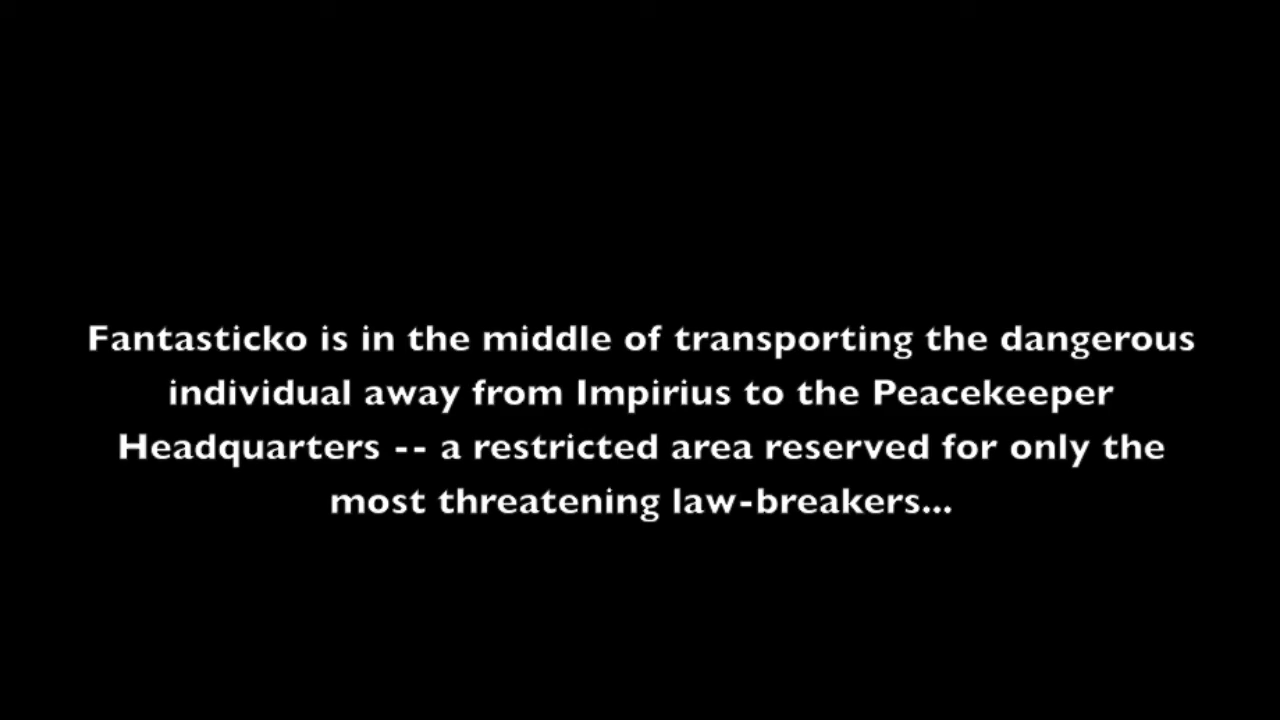 Fantasticko is in the middle of transporting the dangerous
individual away from Impirius to the Peacekeeper
Headquarters -- a restricted area reserved for only the
most threatening law-breakers...